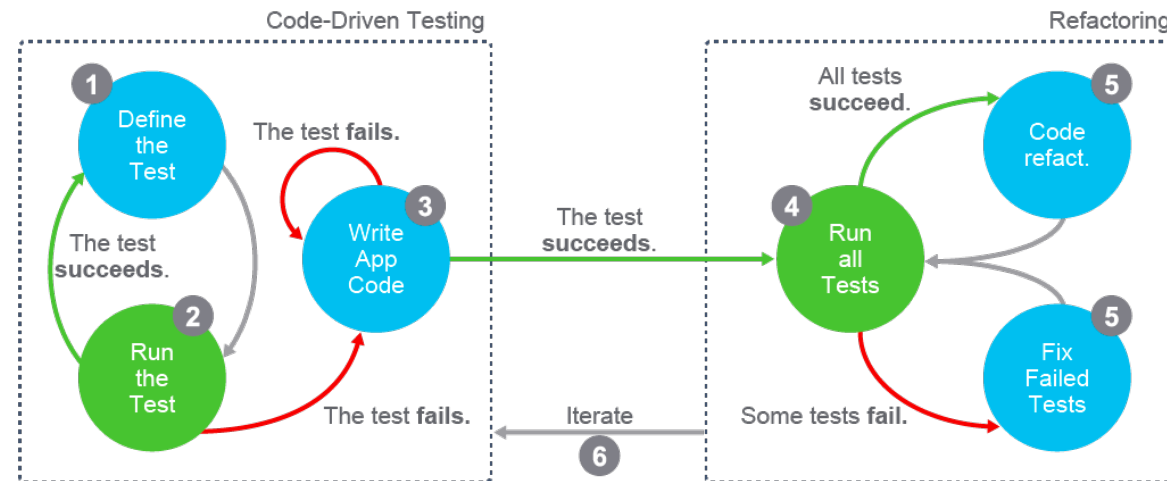 Code-Driven Testing
Refactoring
1
Define
the
Test
The test fails.
3
Write
App
Code
The test
succeeds.
2
Run
the
Test
The test fails.
The test
succeeds.
Iterate
6
All tests
succeed.
5
Code
refact.
4
Run
all
Tests
5
Fix
Failed
Tests
Some tests fail.